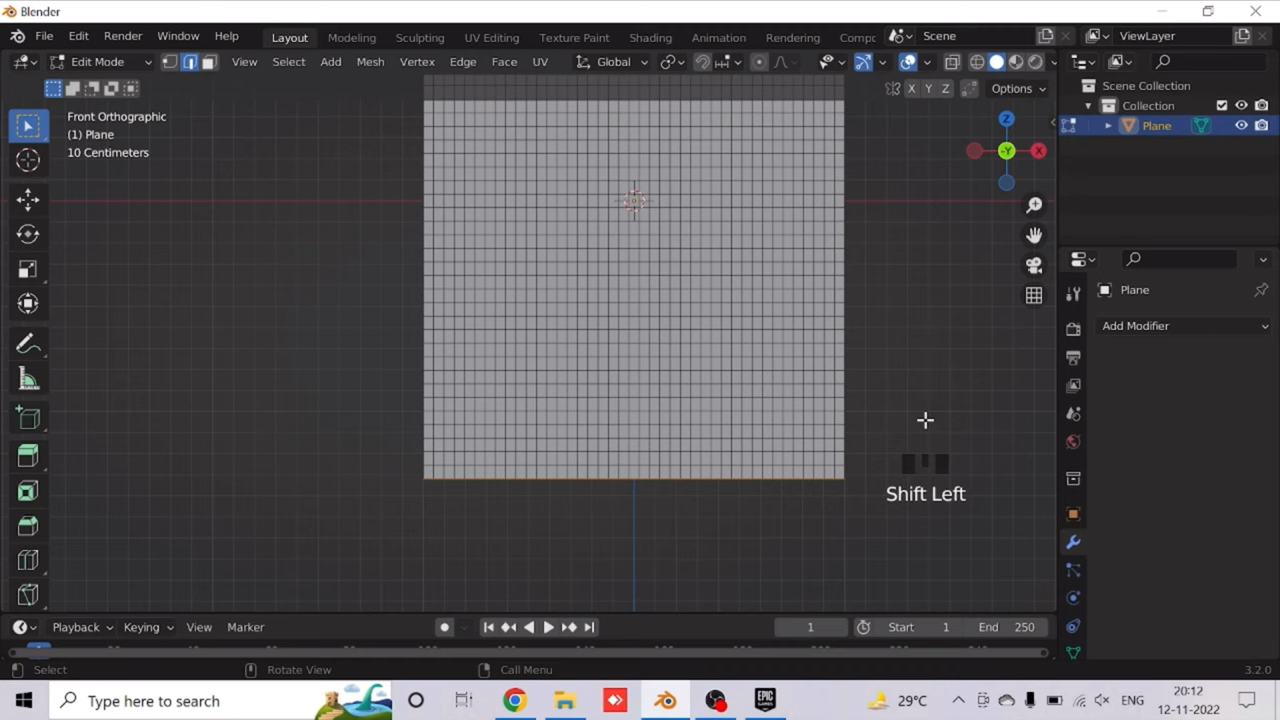 Blender
File Edit Render Window Help Layout Modeling Sculpting UV Editing Texture Paint Shading Animation Rendering Comp Scene ViewLayer
Edit Mode View Select Add Mesh Vertex Edge Face UV Global
X Y Z Options
Scene Collection
Collection
Plane
Front Orthographic
(1) Plane
10 Centimeters
Z
-Y
X
Plane
Add Modifier
Shift Left
Playback Keying View Marker 1 Start 1 End 250
Select Rotate View Call Menu 3.2.0
Type here to search 29°C ENG 20:12
12-11-2022